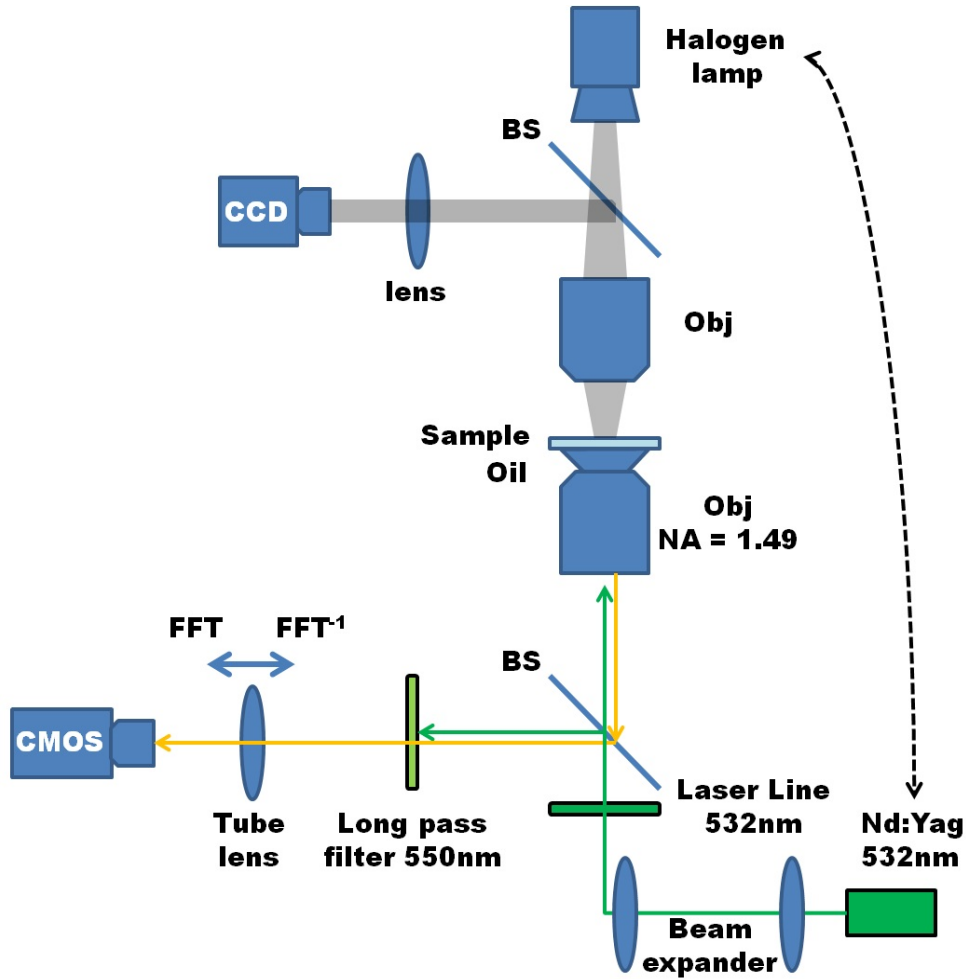 Halogen
lamp
BS
CCD
lens
Obj
Sample
Oil
Obj
NA = 1.49
FFT
FFT⁻¹
BS
CMOS
Tube
lens
Long pass
filter 550nm
Laser Line
532nm
Nd:Yag
532nm
Beam
expander